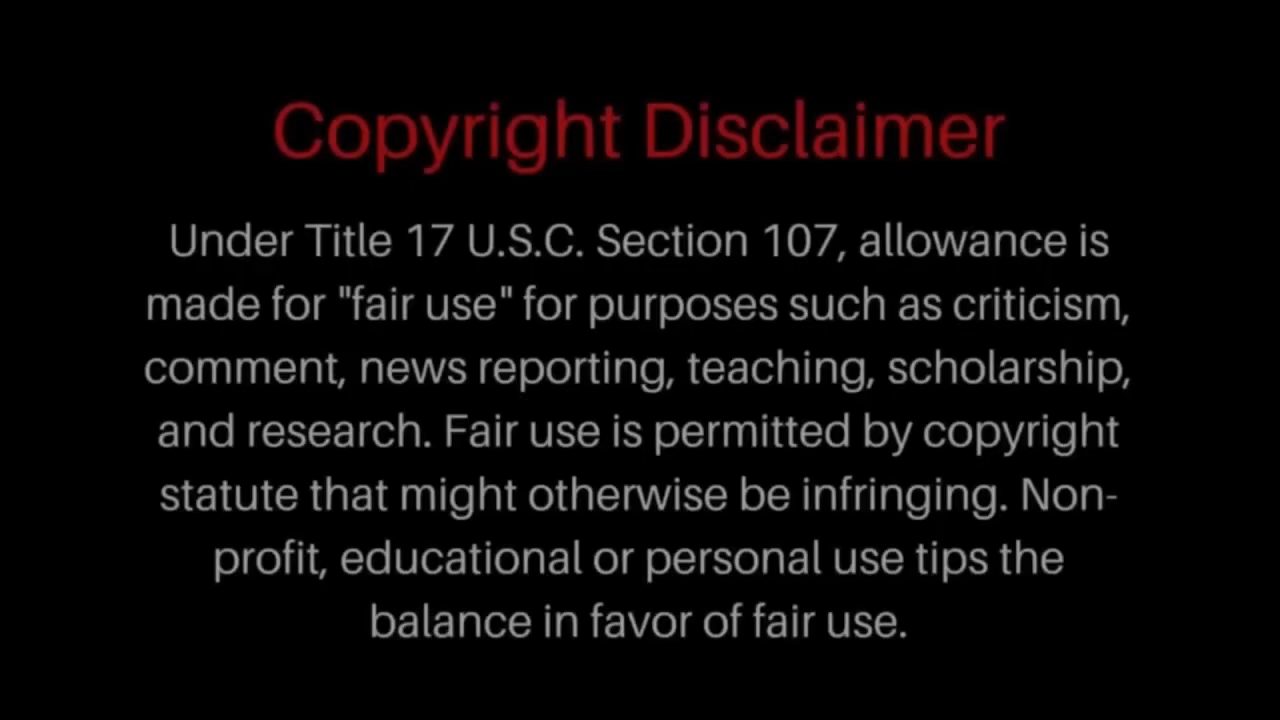 Copyright Disclaimer
Under Title 17 U.S.C. Section 107, allowance is
made for "fair use" for purposes such as criticism,
comment, news reporting, teaching, scholarship,
and research. Fair use is permitted by copyright
statute that might otherwise be infringing. Non-
profit, educational or personal use tips the
balance in favor of fair use.